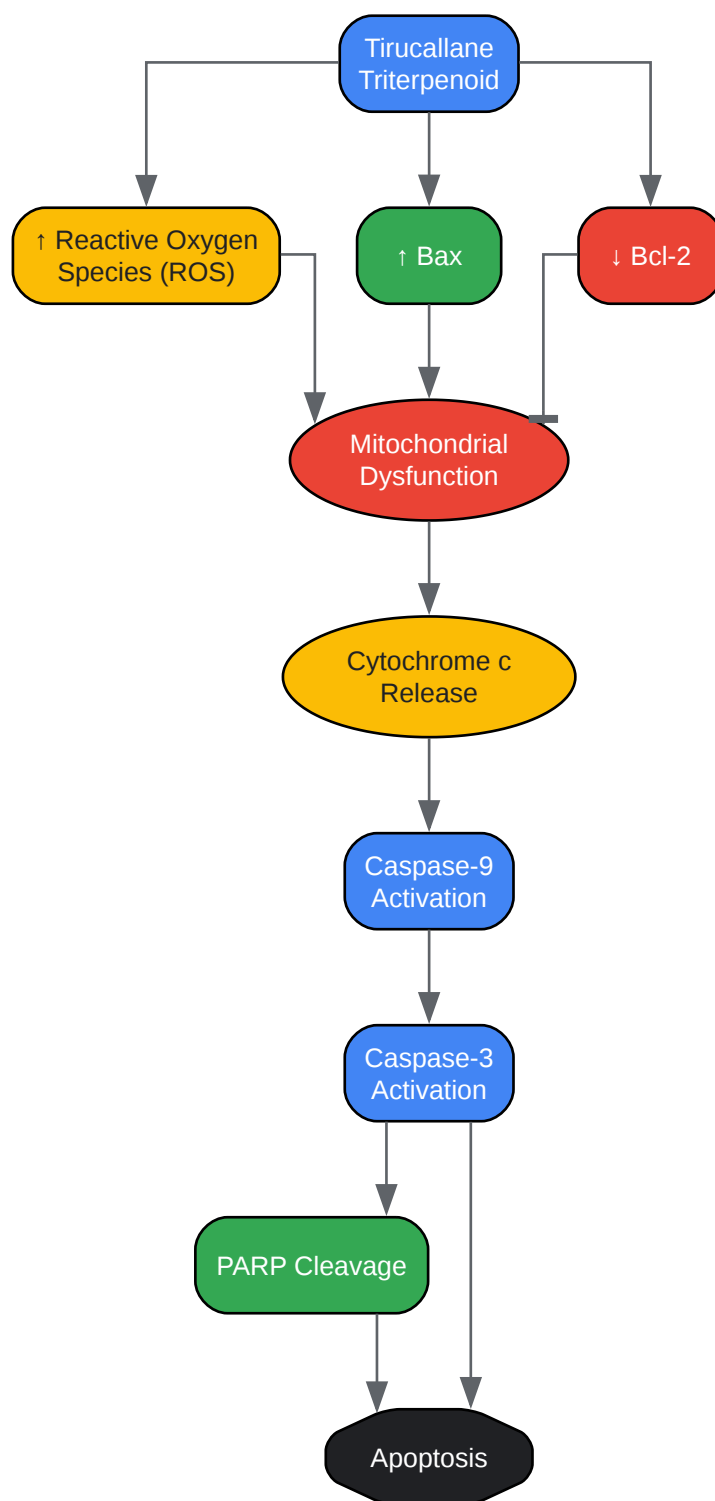 Tirucallane
Triterpenoid
↑ Reactive Oxygen
Species (ROS)
↑ Bax
↓ Bcl-2
Mitochondrial
Dysfunction
Cytochrome c
Release
Caspase-9
Activation
Caspase-3
Activation
PARP Cleavage
Apoptosis